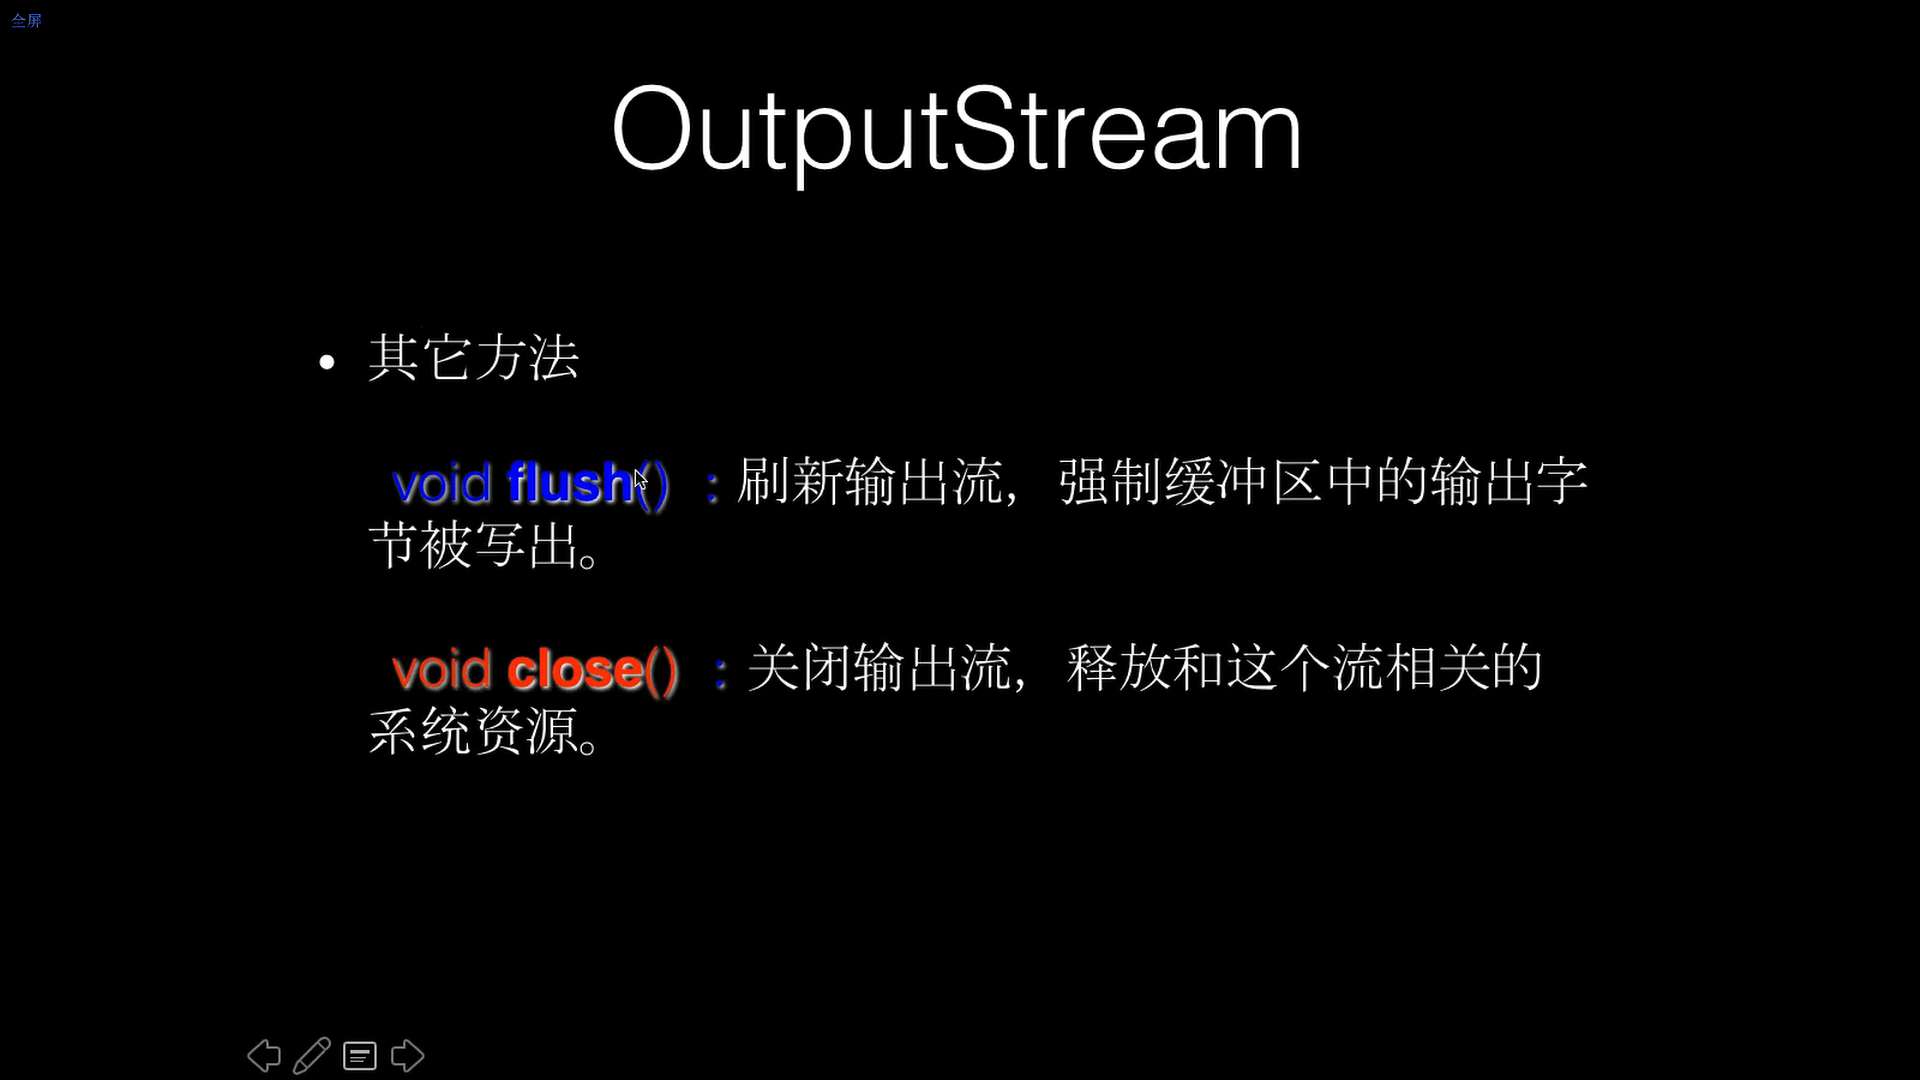 全屏
OutputStream
• 其它方法
void flush() : 刷新输出流, 强制缓冲区中的输出字
节被写出。
void close() : 关闭输出流, 释放和这个流相关的
系统资源。